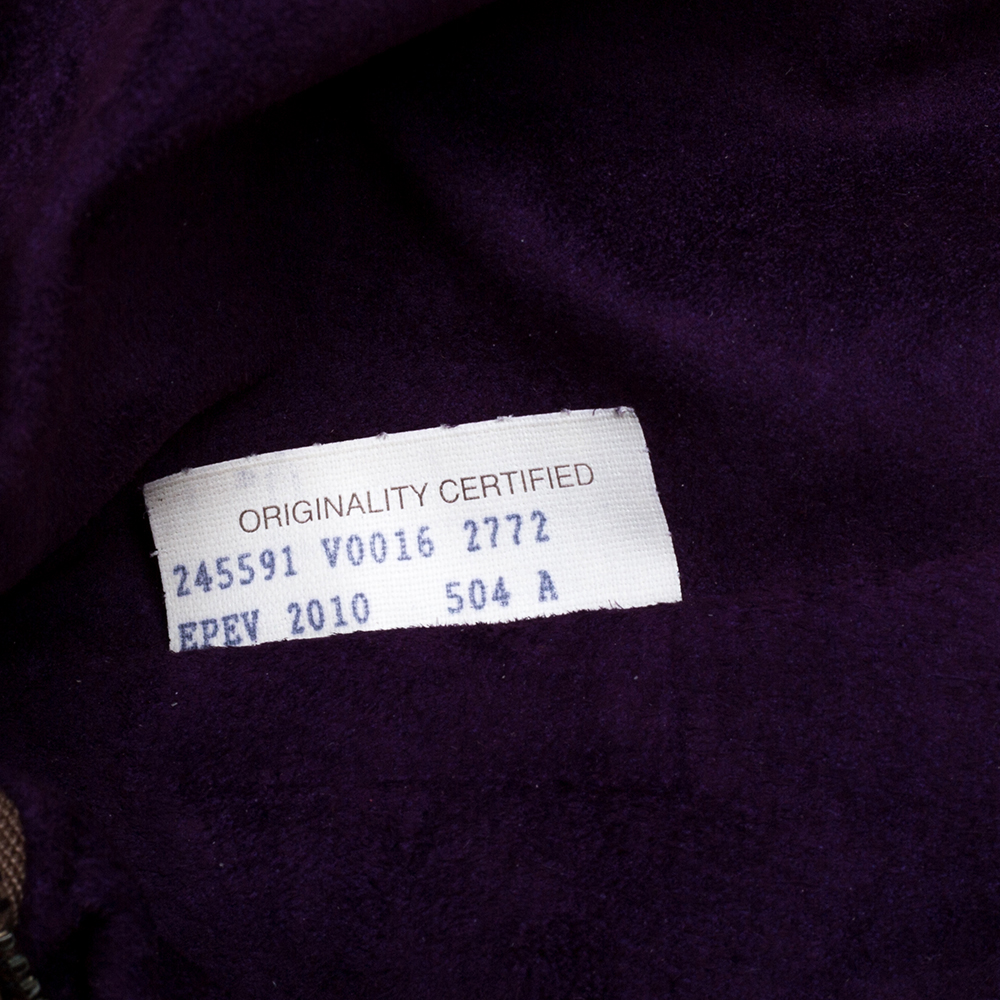 ORIGINALITY CERTIFIED
245591 V0016 2772
EPEV 2010 504 A